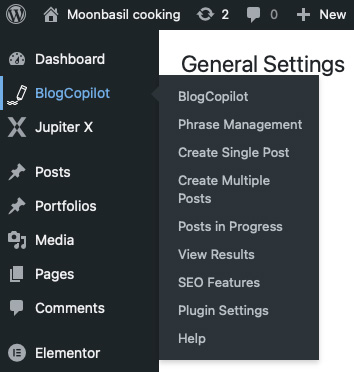 Moonbasil cooking 2 0 + New
Dashboard
General Settings
BlogCopilot
Jupiter X
Posts
Portfolios
Media
Pages
Comments
Elementor
BlogCopilot
Phrase Management
Create Single Post
Create Multiple
Posts
Posts in Progress
View Results
SEO Features
Plugin Settings
Help